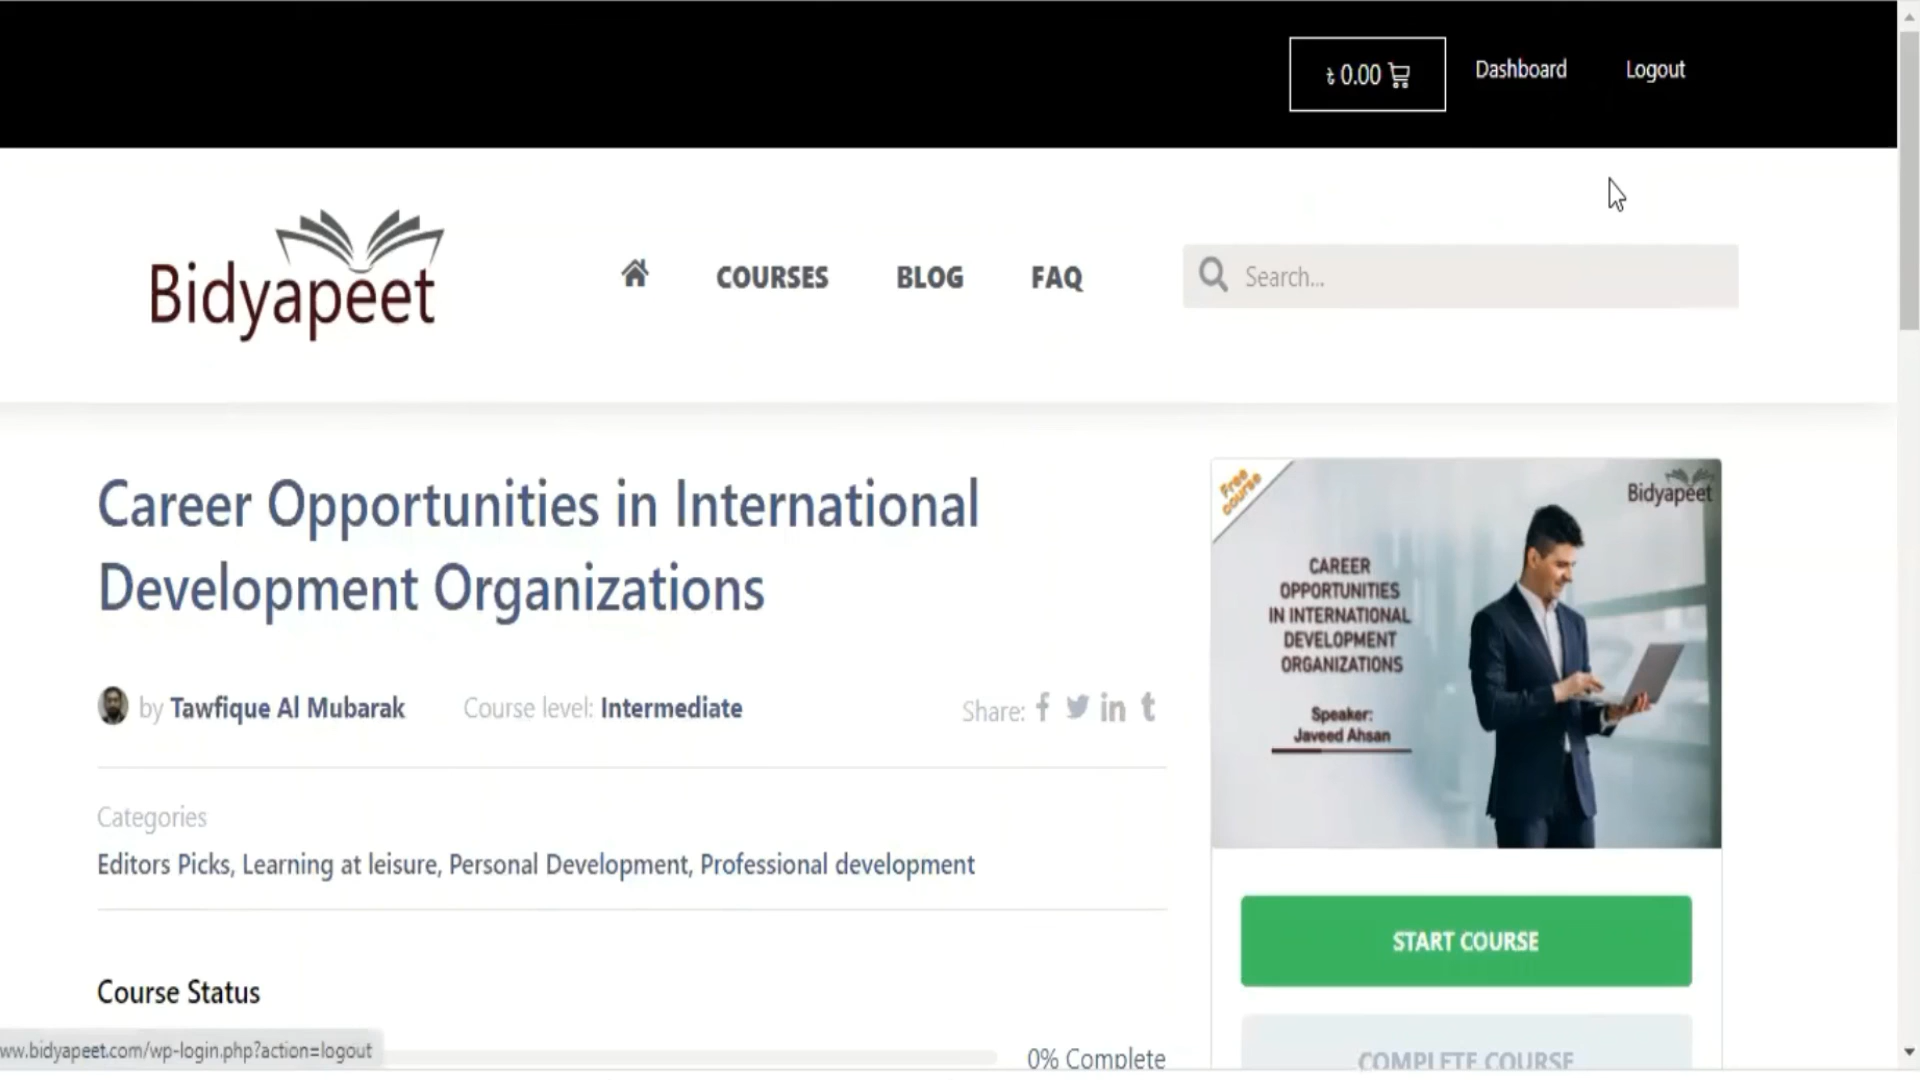 ৳ 0.00
Dashboard
Logout
Bidyapeet
COURSES
BLOG
FAQ
Search...
Career Opportunities in International
Development Organizations
by Tawfique Al Mubarak
Course level: Intermediate
Share:
Categories
Editors Picks, Learning at leisure, Personal Development, Professional development
Course Status
0% Complete
Free
course
Bidyapeet
CAREER
OPPORTUNITIES
IN INTERNATIONAL
DEVELOPMENT
ORGANIZATIONS
Speaker:
Javeed Ahsan
START COURSE
COMPLETE COURSE
ww.bidyapeet.com/wp-login.php?action=logout